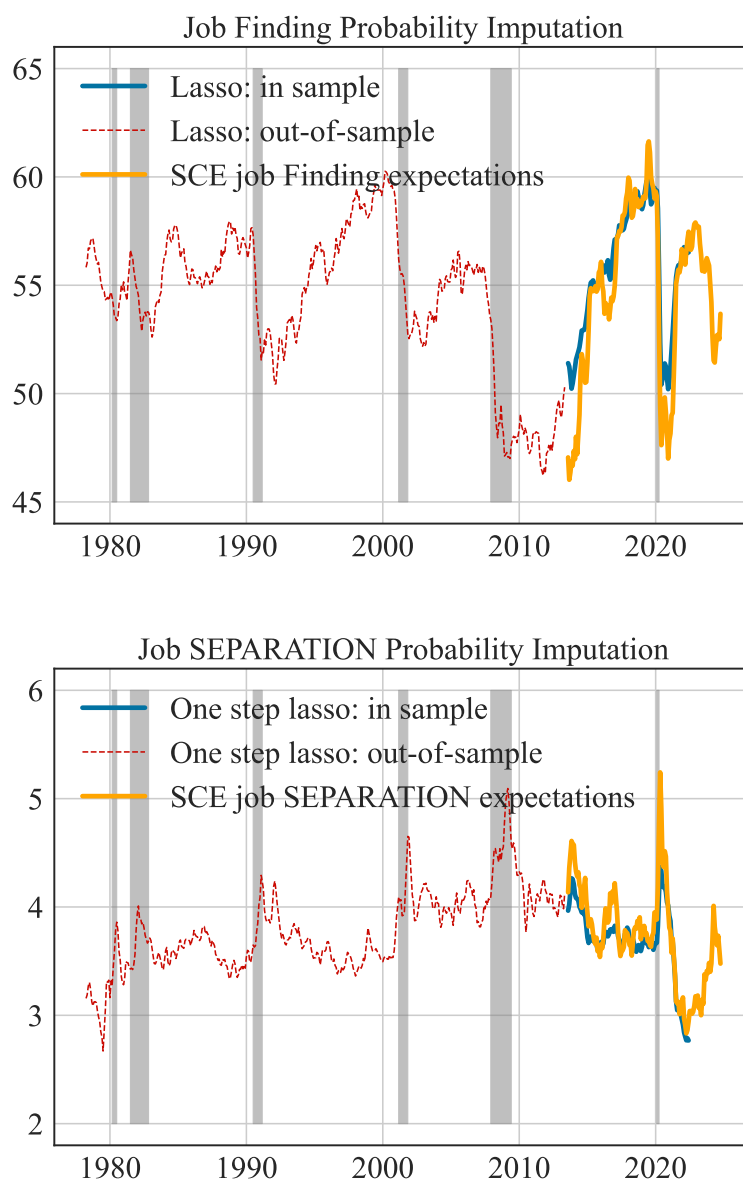 Job Finding Probability Imputation
65
60
55
50
45
Lasso: in sample
Lasso: out-of-sample
SCE job Finding expectations
1980 1990 2000 2010 2020
Job SEPARATION Probability Imputation
6
5
4
3
2
One step lasso: in sample
One step lasso: out-of-sample
SCE job SEPARATION expectations
1980 1990 2000 2010 2020